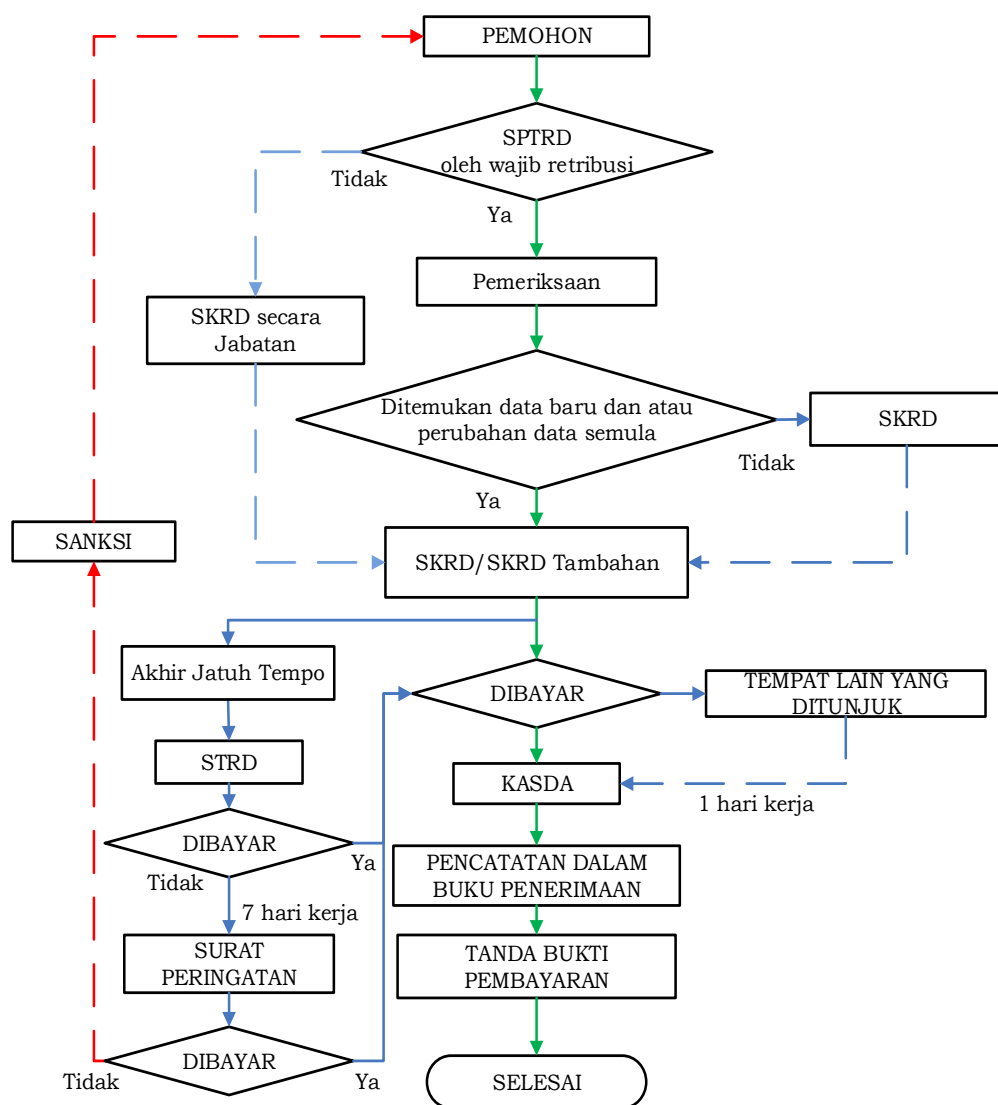 PEMOHON
SPTRD
oleh wajib retribusi
Tidak
Ya
Pemeriksaan
SKRD secara
Jabatan
Ditemukan data baru dan atau
perubahan data semula
SKRD
Tidak
Ya
SANKSI
SKRD/SKRD Tambahan
Akhir Jatuh Tempo
DIBAYAR
TEMPAT LAIN YANG
DITUNJUK
STRD
KASDA
1 hari kerja
DIBAYAR
Ya
Tidak
PENCATATAN DALAM
BUKU PENERIMAAN
7 hari kerja
SURAT
PERINGATAN
TANDA BUKTI
PEMBAYARAN
DIBAYAR
Tidak
Ya
SELESAI